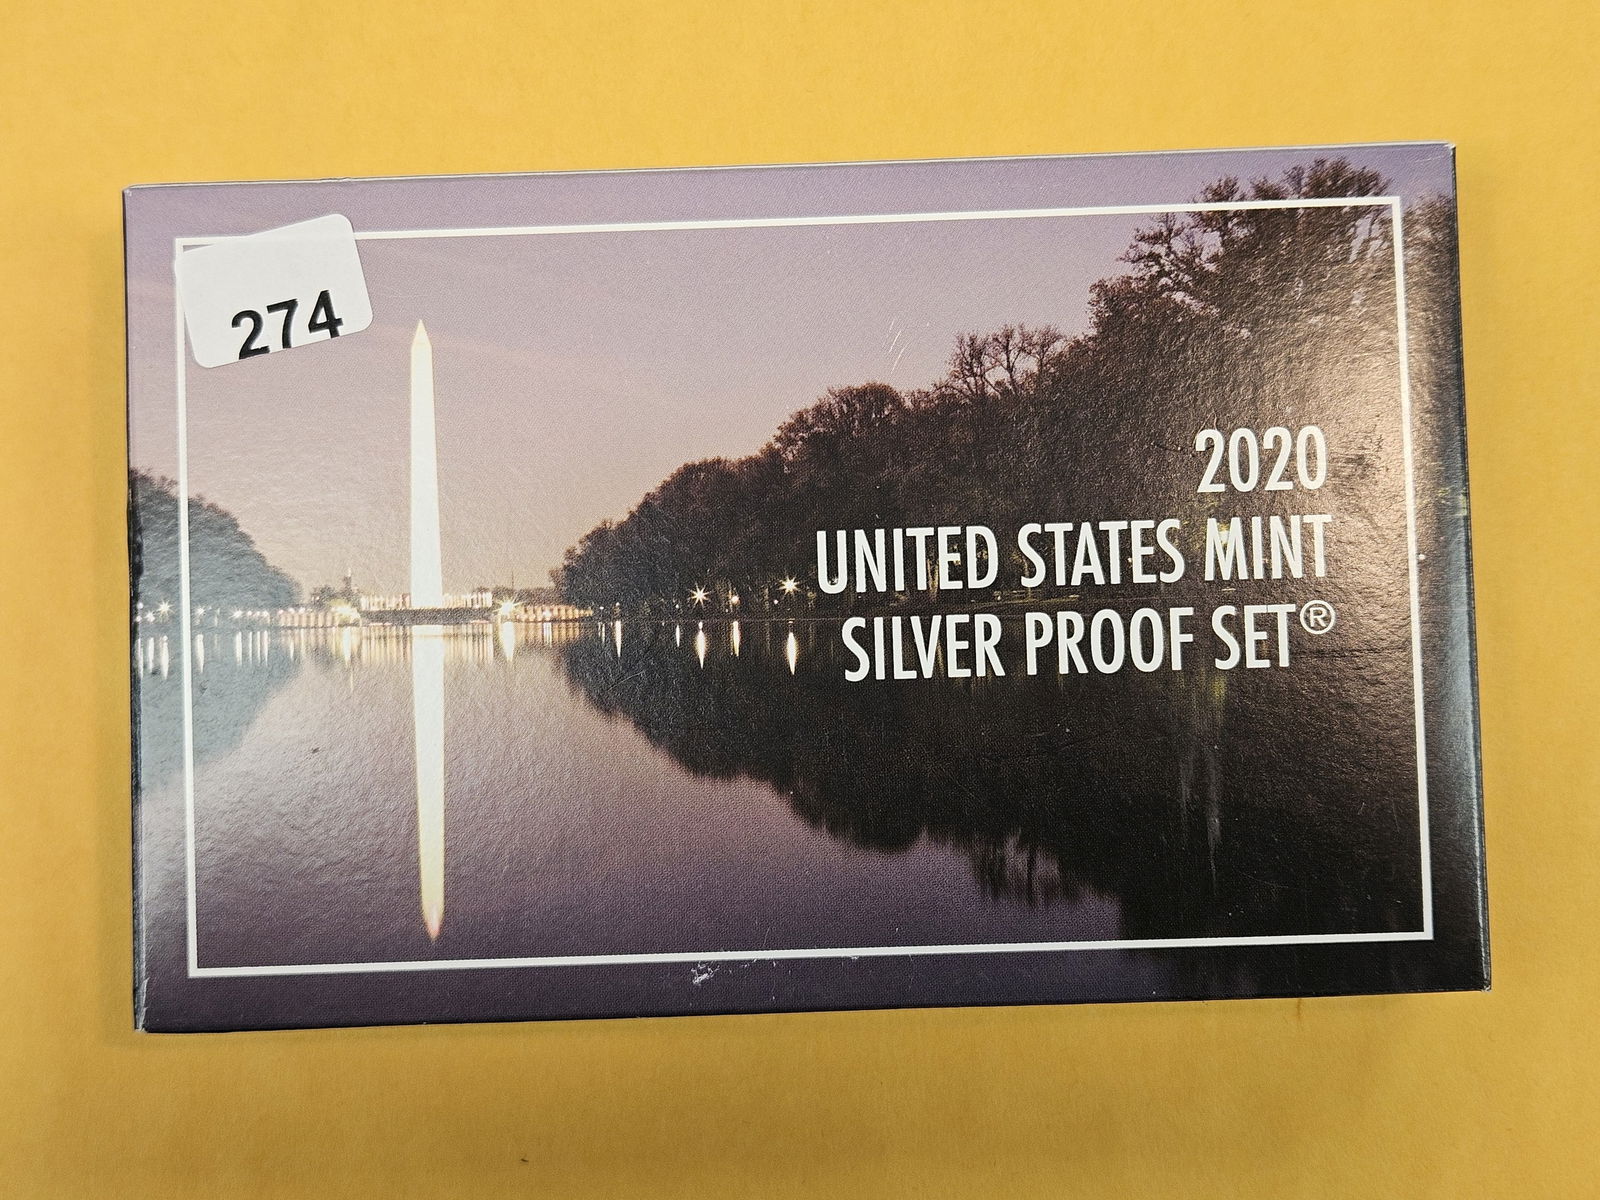 274
2020
UNITED STATES MINT
SILVER PROOF SET®